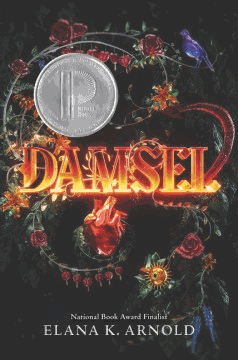 DAMSEL
National Book Award Finalist
ELANA K. ARNOLD